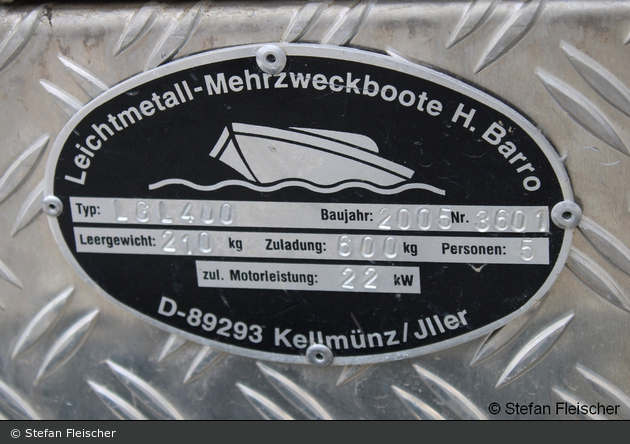 Leichtmetall-Mehrzweckboote H. Barro
Typ: LGL400 Baujahr: 2005 Nr. 3601
Leergewicht: 210 kg Zuladung: 600 kg Personen: 5
zul. Motorleistung: 22 kW
D-89293 Kellmünz/Jller
© Stefan Fleischer
© Stefan Fleischer